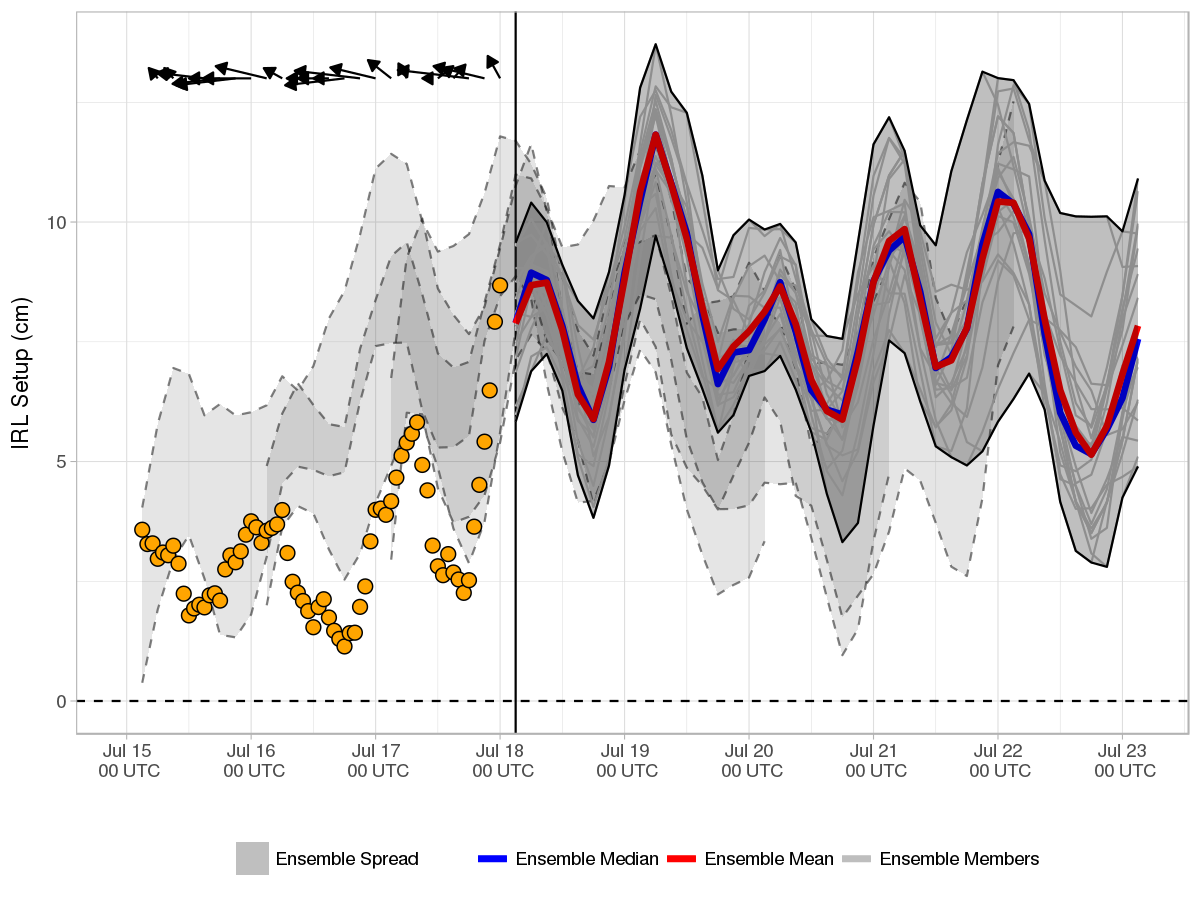 IRL Setup (cm)
10
5
0
Jul 15 Jul 16 Jul 17 Jul 18 Jul 19 Jul 20 Jul 21 Jul 22 Jul 23
00 UTC 00 UTC 00 UTC 00 UTC 00 UTC 00 UTC 00 UTC 00 UTC 00 UTC
Ensemble Spread Ensemble Median Ensemble Mean Ensemble Members